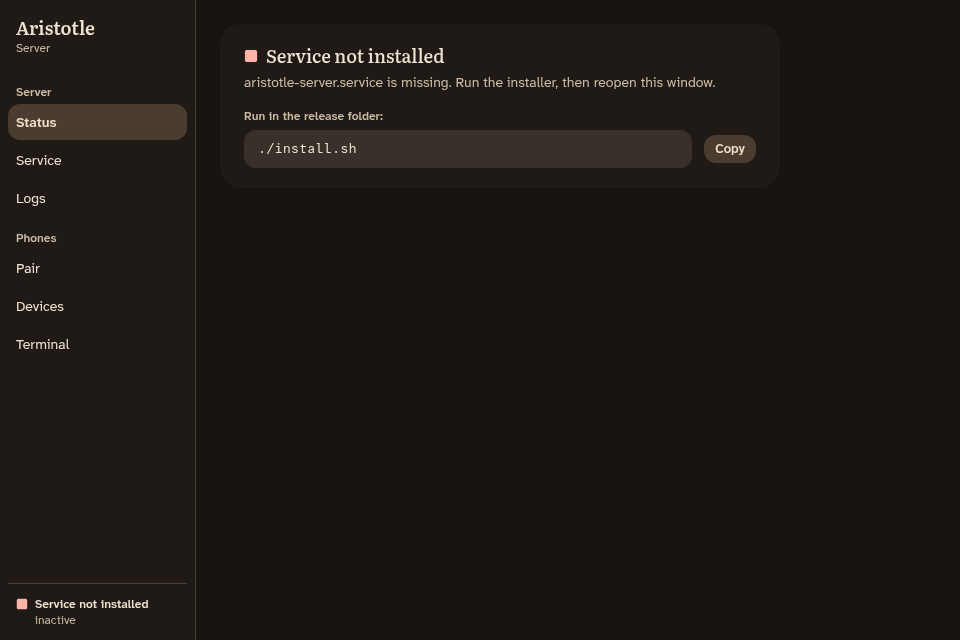 Aristotle
Server
Server
Status
Service
Logs
Phones
Pair
Devices
Terminal
Service not installed
inactive
Service not installed
aristotle-server.service is missing. Run the installer, then reopen this window.
Run in the release folder:
./install.sh
Copy